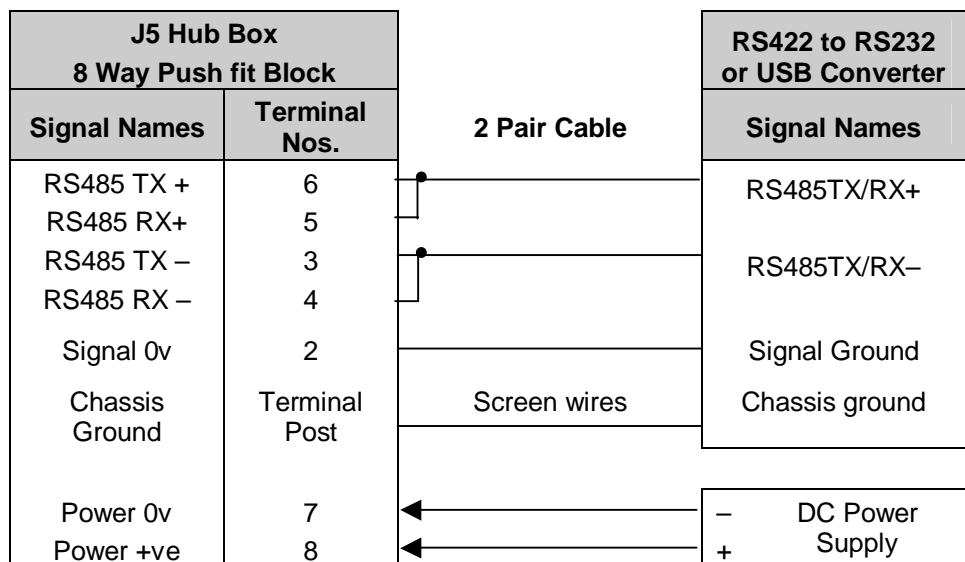 J5 Hub Box
8 Way Push fit Block
Signal Names
Terminal
Nos.
RS485 TX + 6
RS485 RX+ 5
RS485 TX – 3
RS485 RX – 4
Signal 0v 2
Chassis
Ground
Terminal
Post
Power 0v 7
Power +ve 8
2 Pair Cable
Screen wires
RS422 to RS232
or USB Converter
Signal Names
RS485TX/RX+
RS485TX/RX–
Signal Ground
Chassis ground
– DC Power
+ Supply